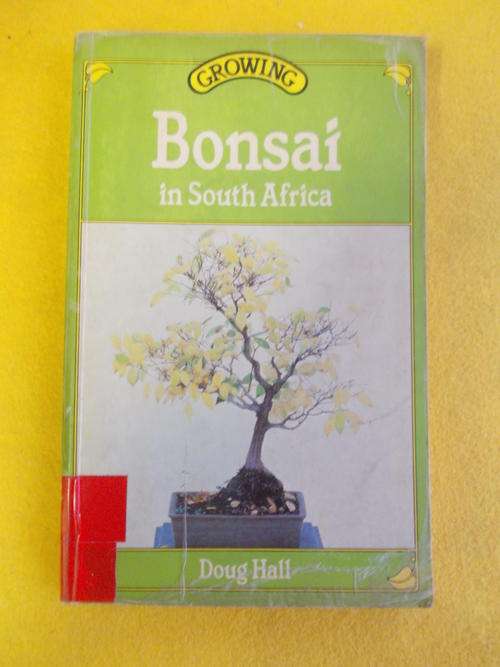 GROWING
Bonsai
in South Africa
Doug Hall